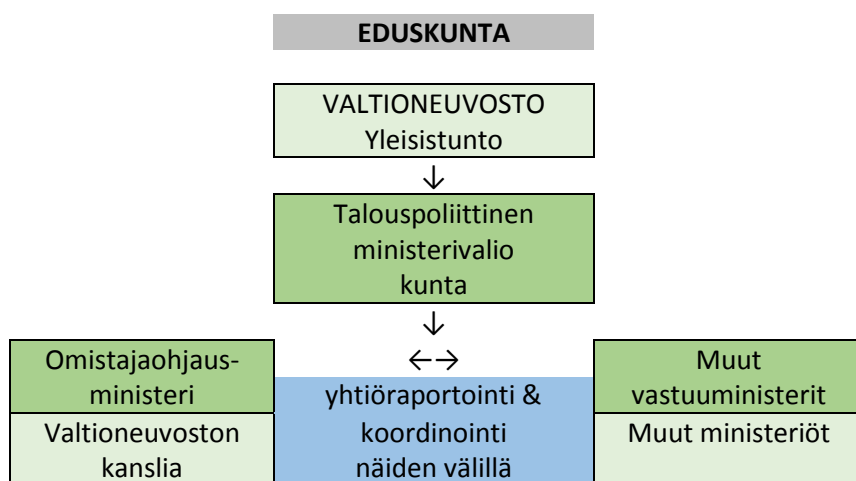 EDUSKUNTA
VALTIONEUVOSTO
Yleisistunto
↓
Talouspoliittinen
ministerivalio
kunta
↓
Omistajaohjaus-
ministeri
Valtioneuvoston
kanslia
←→
yhtiöraportointi &
koordinointi
näiden välillä
Muut
vastuuministerit
Muut ministeriöt